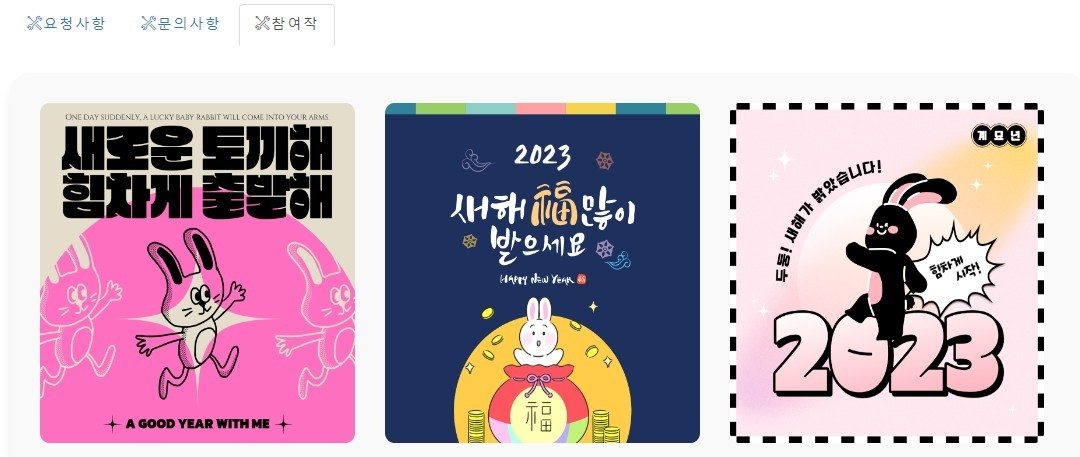 요청사항
문의사항
참여작
ONE DAY SUDDENLY, A LUCKY BABY RABBIT WILL COME INTO YOUR ARMS.
새로운 토끼해
힘차게 출발해
A GOOD YEAR WITH ME
2023
새해 福 많이
받으세요
HAPPY NEW YEAR
福
계묘년
두둥! 새해가 밝았습니다!
힘차게
시작!
2023